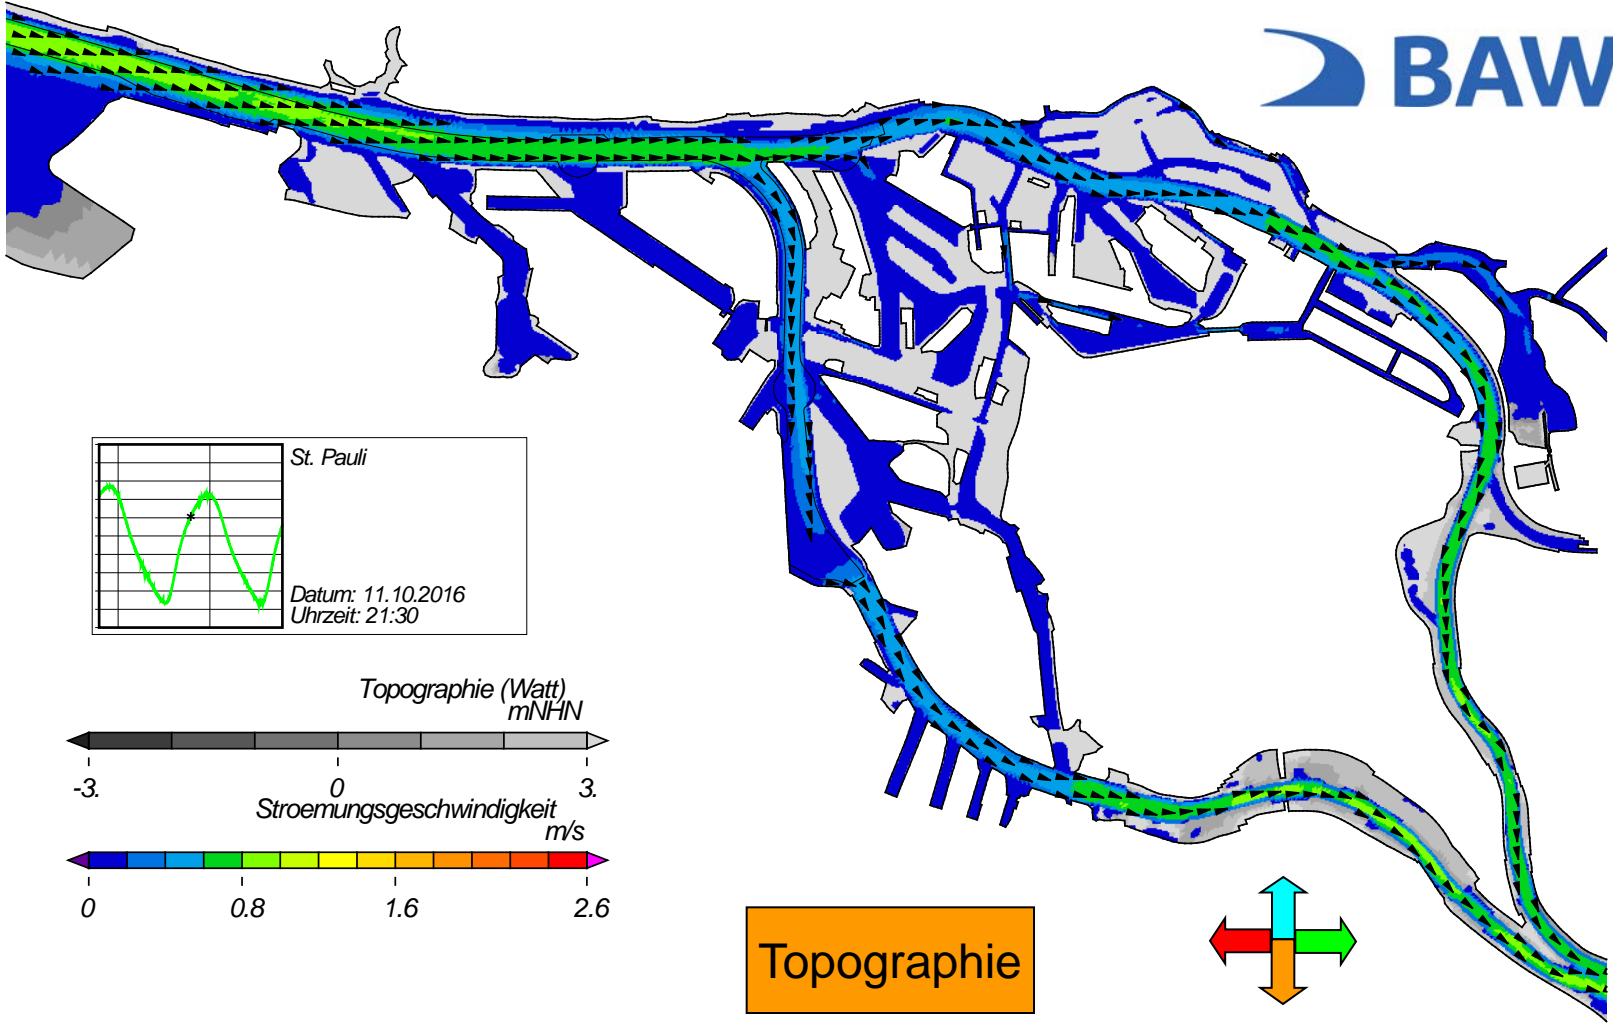 BAW
St. Pauli
Datum: 11.10.2016
Uhrzeit: 21:30
Topographie (Watt)
mNHN
-3. 0 3.
Stroemungsgeschwindigkeit
m/s
0 0.8 1.6 2.6
Topographie